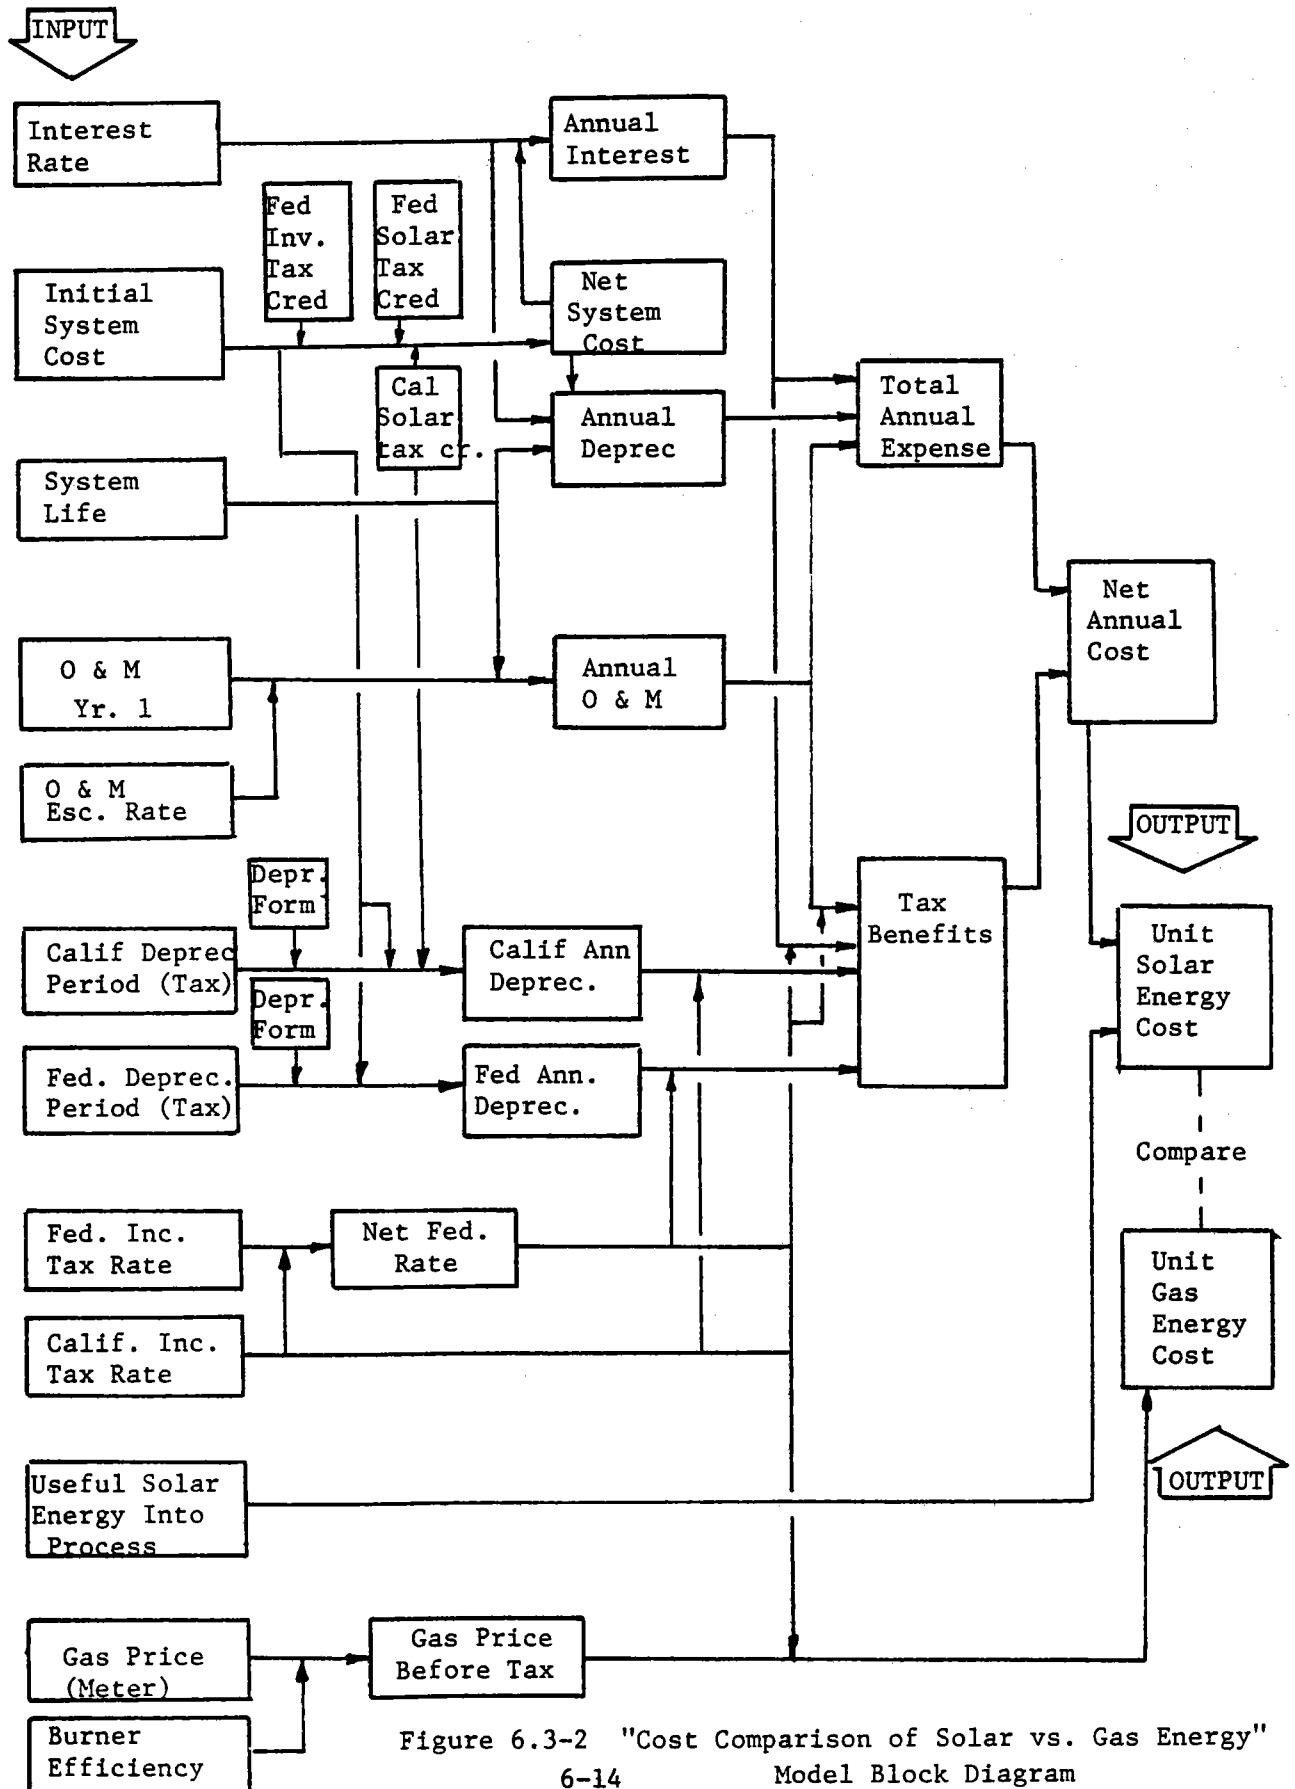 INPUT
Interest
Rate
Annual
Interest
Fed
Inv.
Tax
Cred
Fed
Solar
Tax
Cred
Initial
System
Cost
Net
System
Cost
Cal
Solar
tax cr.
Annual
Deprec
Total
Annual
Expense
System
Life
Net
Annual
Cost
O & M
Yr. 1
Annual
O & M
O & M
Esc. Rate
OUTPUT
Depr.
Form
Calif Deprec
Period (Tax)
Calif Ann
Deprec.
Tax
Benefits
Unit
Solar
Energy
Cost
Depr.
Form
Fed. Deprec.
Period (Tax)
Fed Ann.
Deprec.
Compare
Fed. Inc.
Tax Rate
Net Fed.
Rate
Unit
Gas
Energy
Cost
Calif. Inc.
Tax Rate
OUTPUT
Useful Solar
Energy Into
Process
Gas Price
(Meter)
Gas Price
Before Tax
Burner
Efficiency
Figure 6.3-2 "Cost Comparison of Solar vs. Gas Energy"
6-14 Model Block Diagram